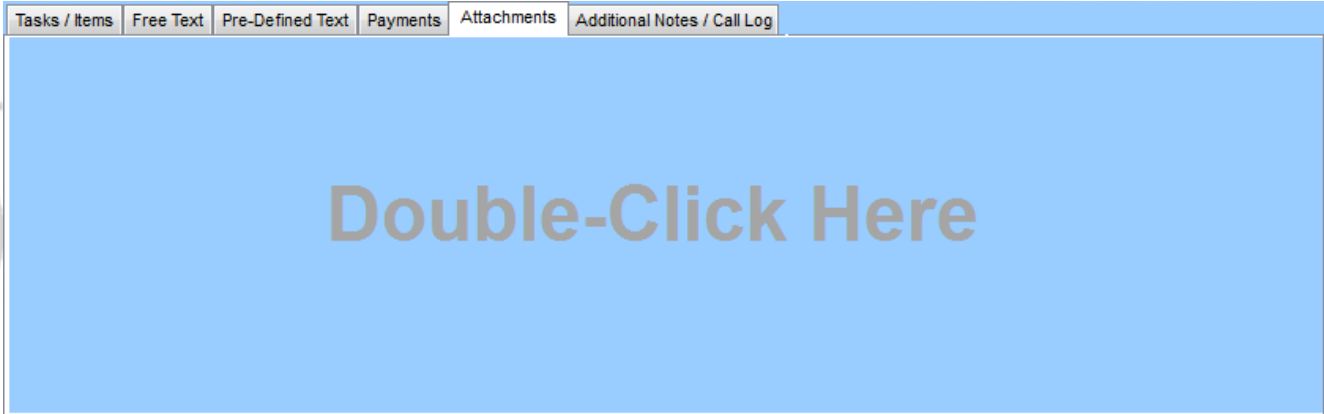 Tasks / Items Free Text Pre-Defined Text Payments Attachments Additional Notes / Call Log
Double-Click Here